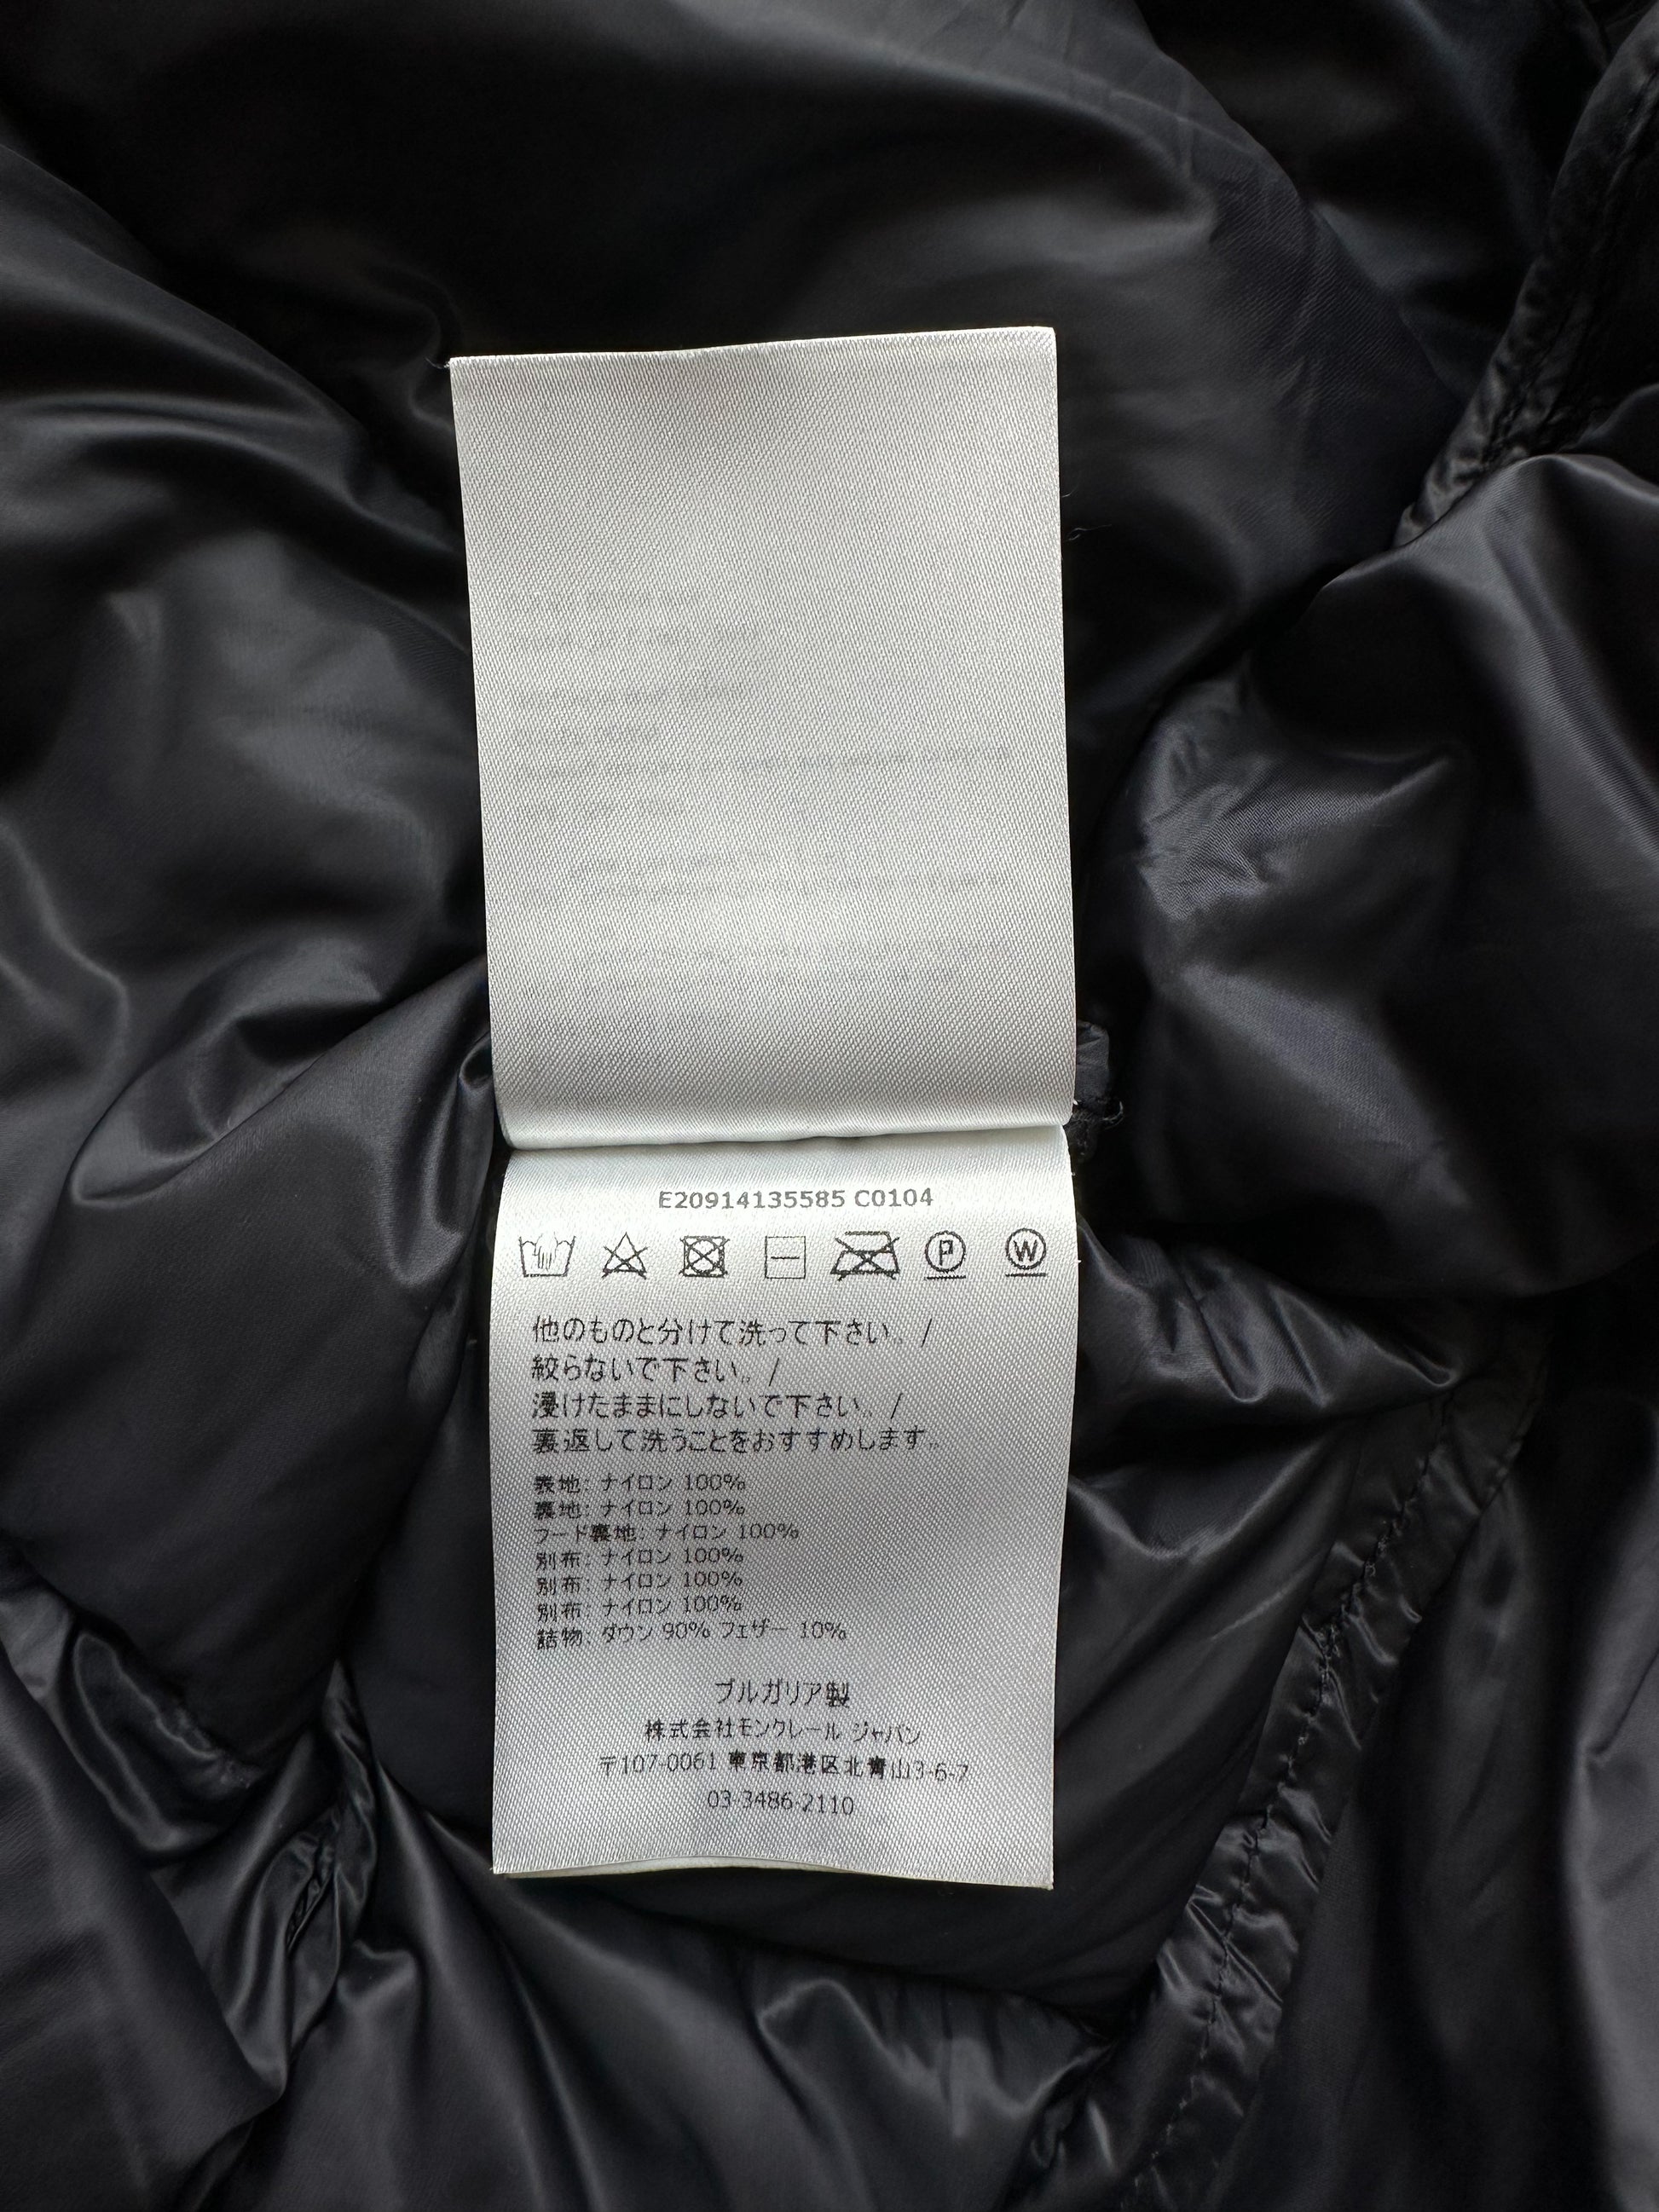 E20914135585 C0104
P W
他のものと分けて洗って下さい。/
絞らないで下さい。/
浸けたままにしないで下さい。/
裏返して洗うことをおすすめします。
表地: ナイロン 100%
裏地: ナイロン 100%
フード裏地: ナイロン 100%
別布: ナイロン 100%
別布: ナイロン 100%
別布: ナイロン 100%
詰物: ダウン 90% フェザー 10%
ブルガリア製
株式会社モンクレール ジャパン
〒107-0061 東京都港区北青山3-6-7
03-3486-2110